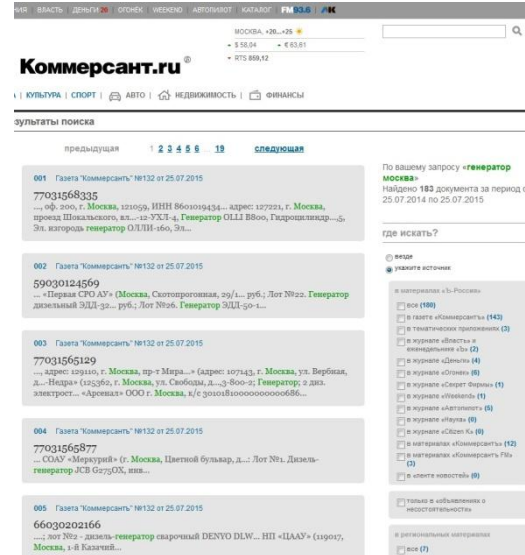 ВЛАСТЬ | ДЕНЬГИ | ОГОНЁК | WEEKEND | АВТОПИЛОТ | КАТАЛОГ | FM93.6 |
МОСКВА, +20...+25
$ 58,04 € 63,61
RTS 859,12
Коммерсант.ru ®
КУЛЬТУРА | СПОРТ | АВТО | НЕДВИЖИМОСТЬ | ФИНАНСЫ
зультаты поиска
предыдущая 1 2 3 4 5 6 ... 19 следующая
001 Газета "Коммерсантъ" №132 от 25.07.2015
77031568335
..., оф. 200, г. Москва, 121059, ИНН 8601019434... адрес: 127221, г. Москва,
проезд Шокальского, вл...-12-УХЛ-4, Генератор OLLI В800, Гидроцилиндр...,5,
Эл. изгородь генератор ОЛЛИ-160, Эл...
002 Газета "Коммерсантъ" №132 от 25.07.2015
59030124569
... «Первая СРО АУ» (Москва, Скотопрогонная, 29/1... руб.; Лот №22. Генератор
дизельный ЭДД-32... руб.; Лот №26. Генератор ЭДД-50-1...
003 Газета "Коммерсантъ" №132 от 25.07.2015
77031565129
..., адрес: 129110, г. Москва, пр-т Мира...» (адрес: 107143, г. Москва, ул. Вербная,
д...-Недра» (125362, г. Москва, ул. Свободы, д....3-800-2; Генератор; 2 диз.
электрост... «Арсенал» ООО г. Москва, к/с 30101810000000000686...
004 Газета "Коммерсантъ" №132 от 25.07.2015
77031565877
... СОАУ «Меркурий» (г. Москва, Цветной бульвар, д...: Лот №1. Дизель-
генератор JCB G275QX, инв...
005 Газета "Коммерсантъ" №132 от 25.07.2015
66030202166
...; лот №2 - дизель-генератор сварочный DENYO DLW... НП «ЦААУ» (119017,
Москва, 1-й Казачий...
По вашему запросу «генератор
москва»
Найдено 183 документа за период с
25.07.2014 по 25.07.2015
где искать?
везде
укажите источник
в материалах «Ъ-Россия»
все (180)
в газете «Коммерсантъ» (143)
в тематических приложениях (3)
в журнале «Власть» и
еженедельнике «Ъ» (2)
в журнале «Деньги» (4)
в журнале «Огонёк» (6)
в журнале «Секрет Фирмы» (1)
в журнале «Weekend» (1)
в журнале «Автопилот» (5)
в журнале «Наука» (0)
в журнале «Citizen K» (0)
в материалах «Коммерсантъ» (12)
в материалах «Коммерсантъ FM»
(3)
в «ленте новостей» (0)
только в «объявлениях о
несостоятельности»
в региональных материалах
все (7)